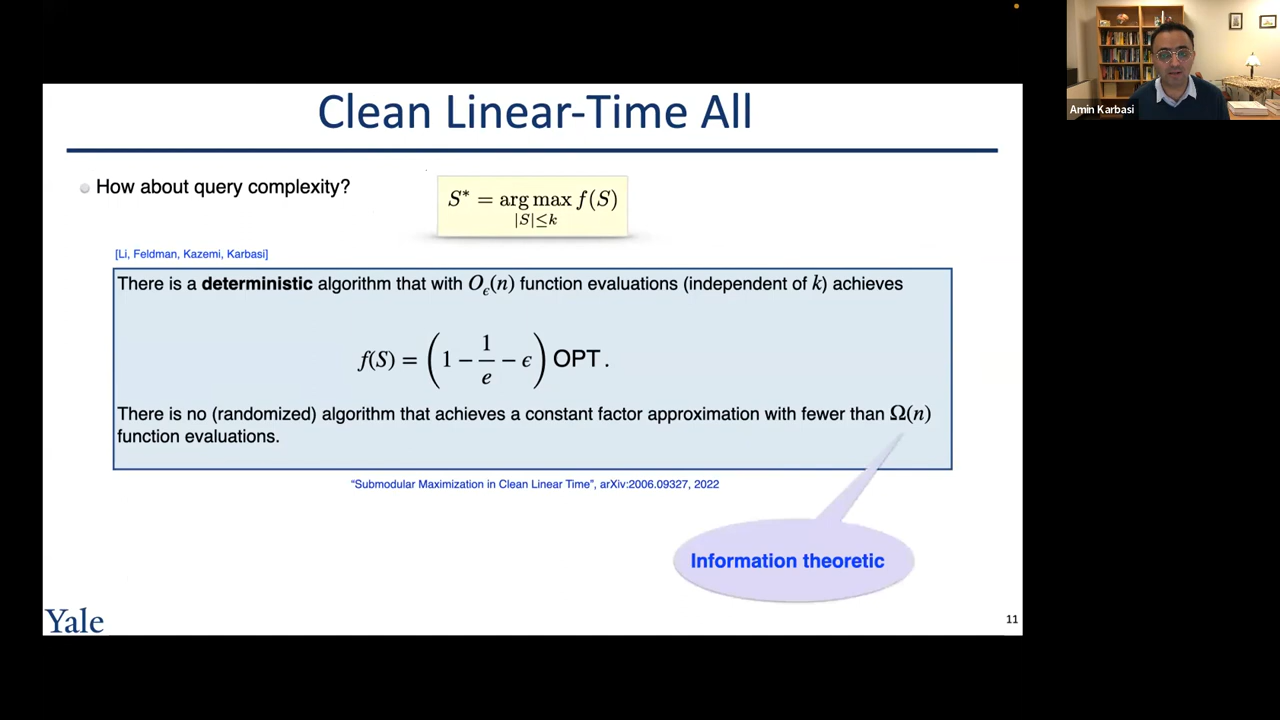 Amin Karbasi
Clean Linear-Time All
How about query complexity?
S* = arg max f(S)
|S|≤k
[Li, Feldman, Kazemi, Karbasi]
There is a deterministic algorithm that with Oϵ(n) function evaluations (independent of k) achieves
f(S) = (1 − 1/e − ϵ) OPT .
There is no (randomized) algorithm that achieves a constant factor approximation with fewer than Ω(n)
function evaluations.
“Submodular Maximization in Clean Linear Time”, arXiv:2006.09327, 2022
Information theoretic
Yale
11